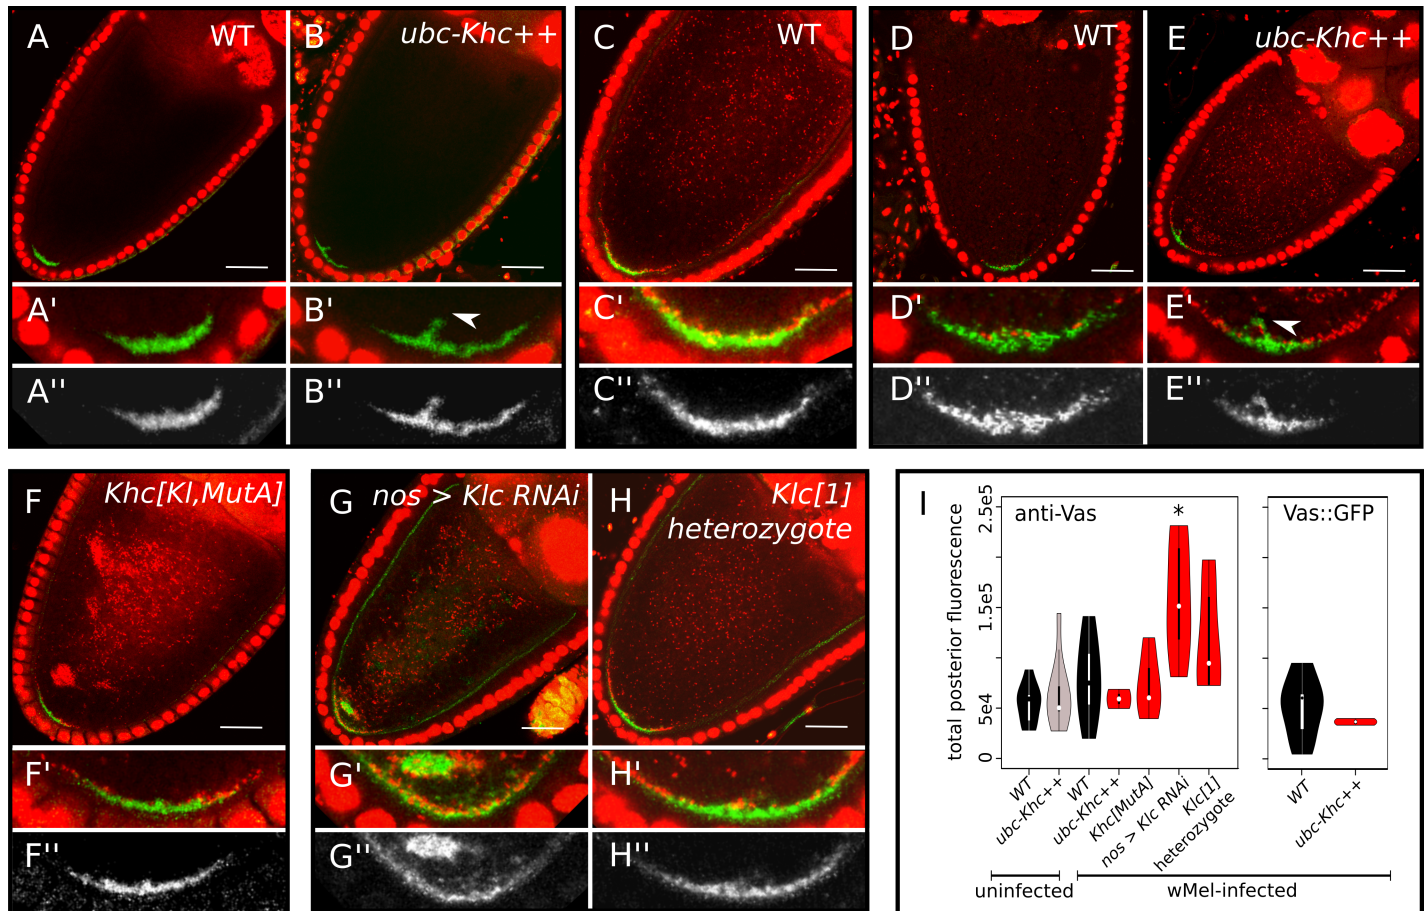 A WT
B ubc-Khc++
C WT
D WT
E ubc-Khc++
A'
B'
C'
D'
E'
A''
B''
C''
D''
E''
F Khc[Kl,MutA]
G nos > Klc RNAi
H Klc[1]
heterozygote
F'
G'
H'
F''
G''
H''
I
anti-Vas
*
Vas::GFP
total posterior fluorescence
2.5e5
1.5e5
5e4
0
WT
ubc-Khc++
WT
ubc-Khc++
Khc[MutA]
nos > Klc RNAi
Klc[1]
heterozygote
WT
ubc-Khc++
uninfected
wMel-infected